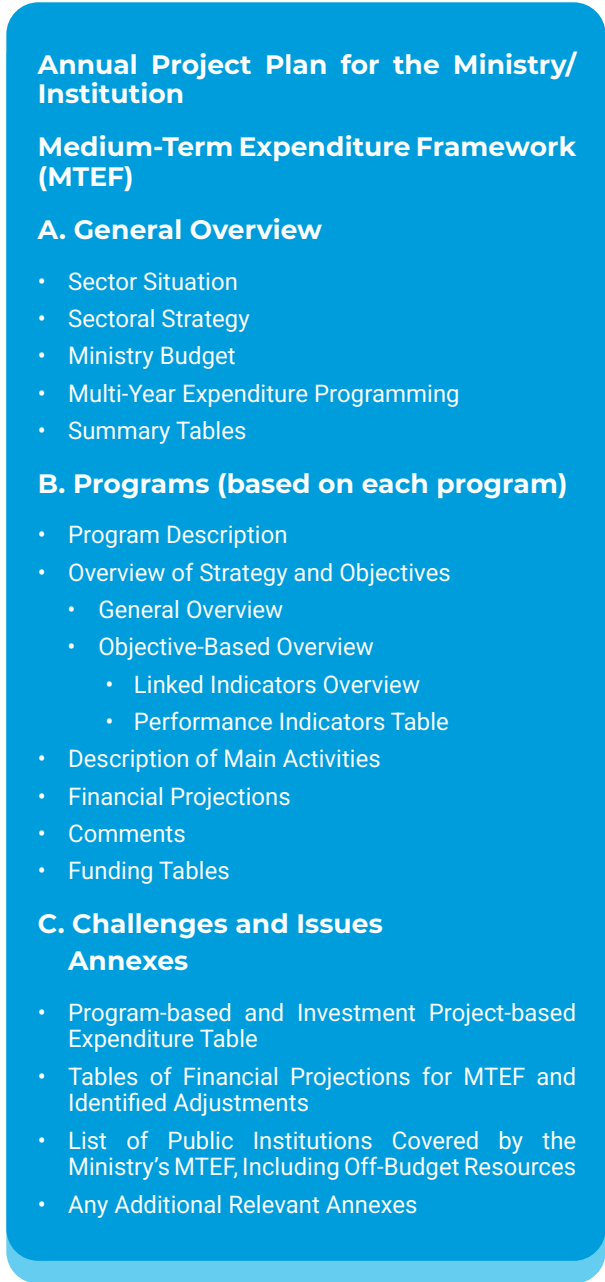 Annual Project Plan for the Ministry/
Institution
Medium-Term Expenditure Framework
(MTEF)
A. General Overview
• Sector Situation
• Sectoral Strategy
• Ministry Budget
• Multi-Year Expenditure Programming
• Summary Tables
B. Programs (based on each program)
• Program Description
• Overview of Strategy and Objectives
• General Overview
• Objective-Based Overview
• Linked Indicators Overview
• Performance Indicators Table
• Description of Main Activities
• Financial Projections
• Comments
• Funding Tables
C. Challenges and Issues
Annexes
• Program-based and Investment Project-based
Expenditure Table
• Tables of Financial Projections for MTEF and
Identified Adjustments
• List of Public Institutions Covered by the
Ministry's MTEF, Including Off-Budget Resources
• Any Additional Relevant Annexes